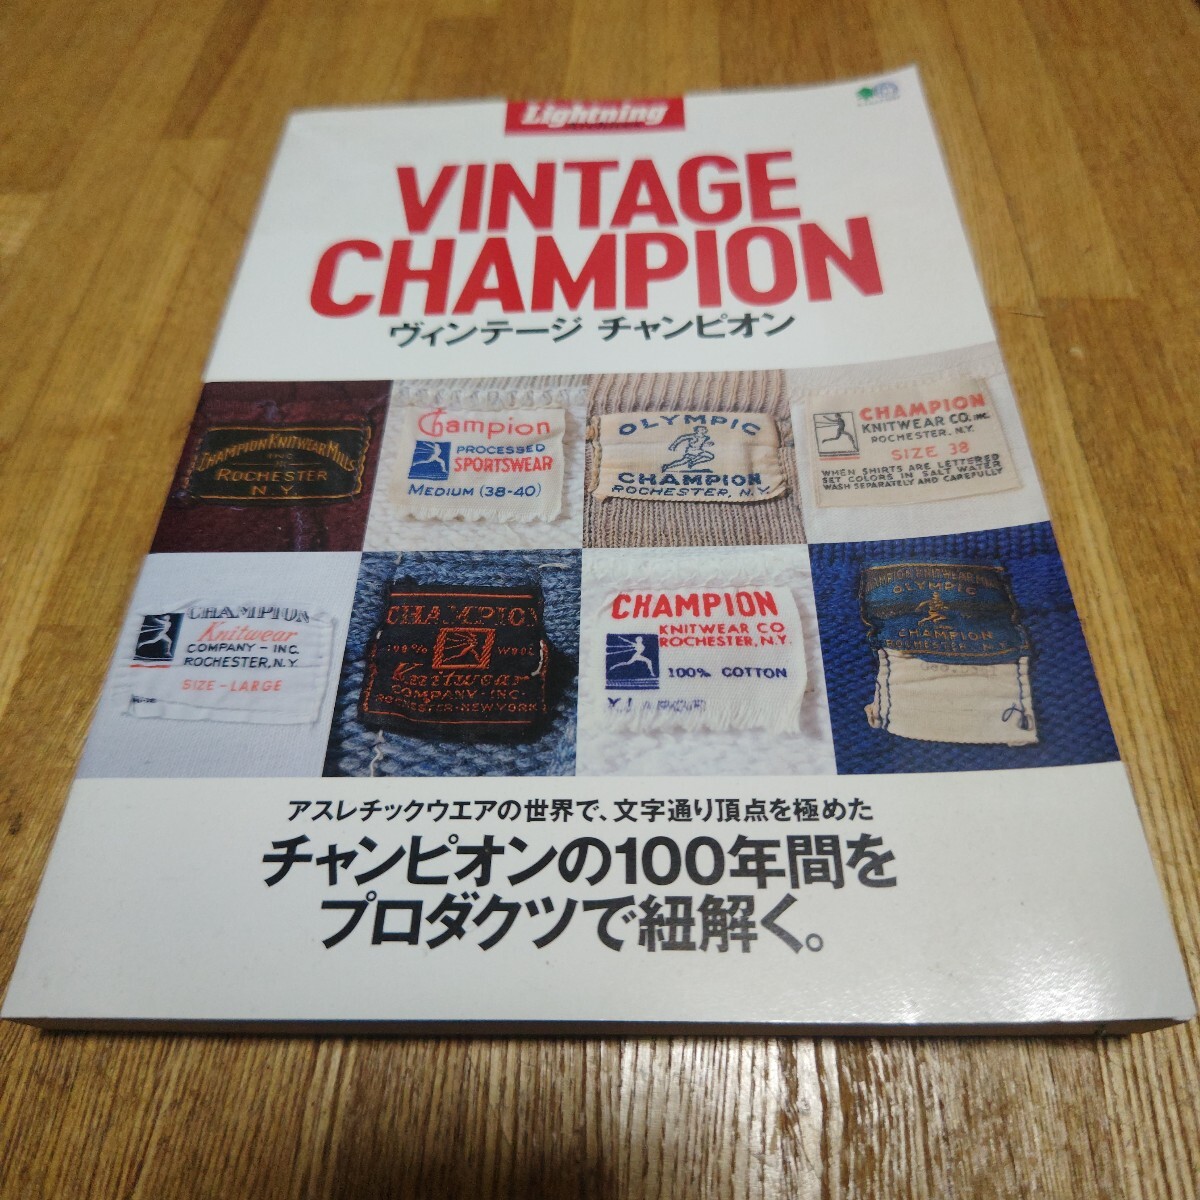 Lightning
VINTAGE
CHAMPION
ヴィンテージ チャンピオン
CHAMPION KNITWEAR MILLS
INC
ROCHESTER
N.Y.
Champion
PROCESSED
SPORTSWEAR
MEDIUM (38-40)
OLYMPIC
CHAMPION
ROCHESTER, N.Y.
CHAMPION
KNITWEAR CO. INC.
ROCHESTER, N.Y.
SIZE 38
WHEN SHIRTS ARE LETTERED
SET COLORS IN SALT WATER
WASH SEPARATELY AND CAREFULLY
CHAMPION
Knitwear
COMPANY - INC.
ROCHESTER, N.Y.
SIZE - LARGE
CHAMPION
100% WOOL
Knitwear
COMPANY - INC.
ROCHESTER-NEW YORK
CHAMPION
KNITWEAR CO
ROCHESTER, N.Y.
100% COTTON
CHAMPION KNITWEAR MILLS
OLYMPIC
CHAMPION
ROCHESTER, N.Y.
アスレチックウエアの世界で、文字通り頂点を極めた
チャンピオンの100年間を
プロダクツで紐解く。